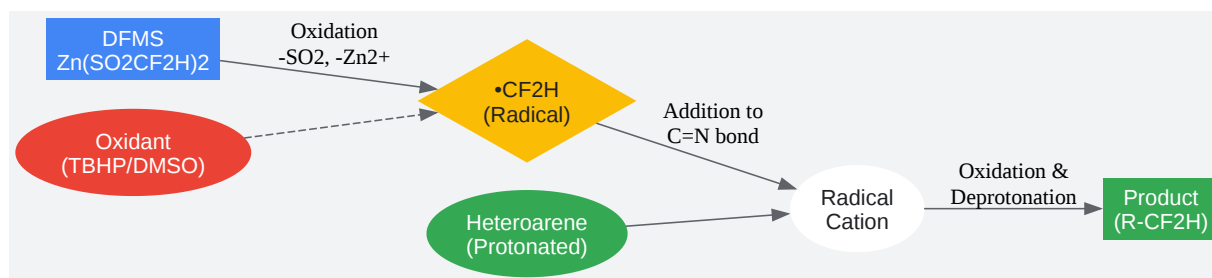 DFMS
Zn(SO2CF2H)2
Oxidation
-SO2, -Zn2+
•CF2H
(Radical)
Oxidant
(TBHP/DMSO)
Addition to
C=N bond
Heteroarene
(Protonated)
Radical
Cation
Oxidation &
Deprotonation
Product
(R-CF2H)